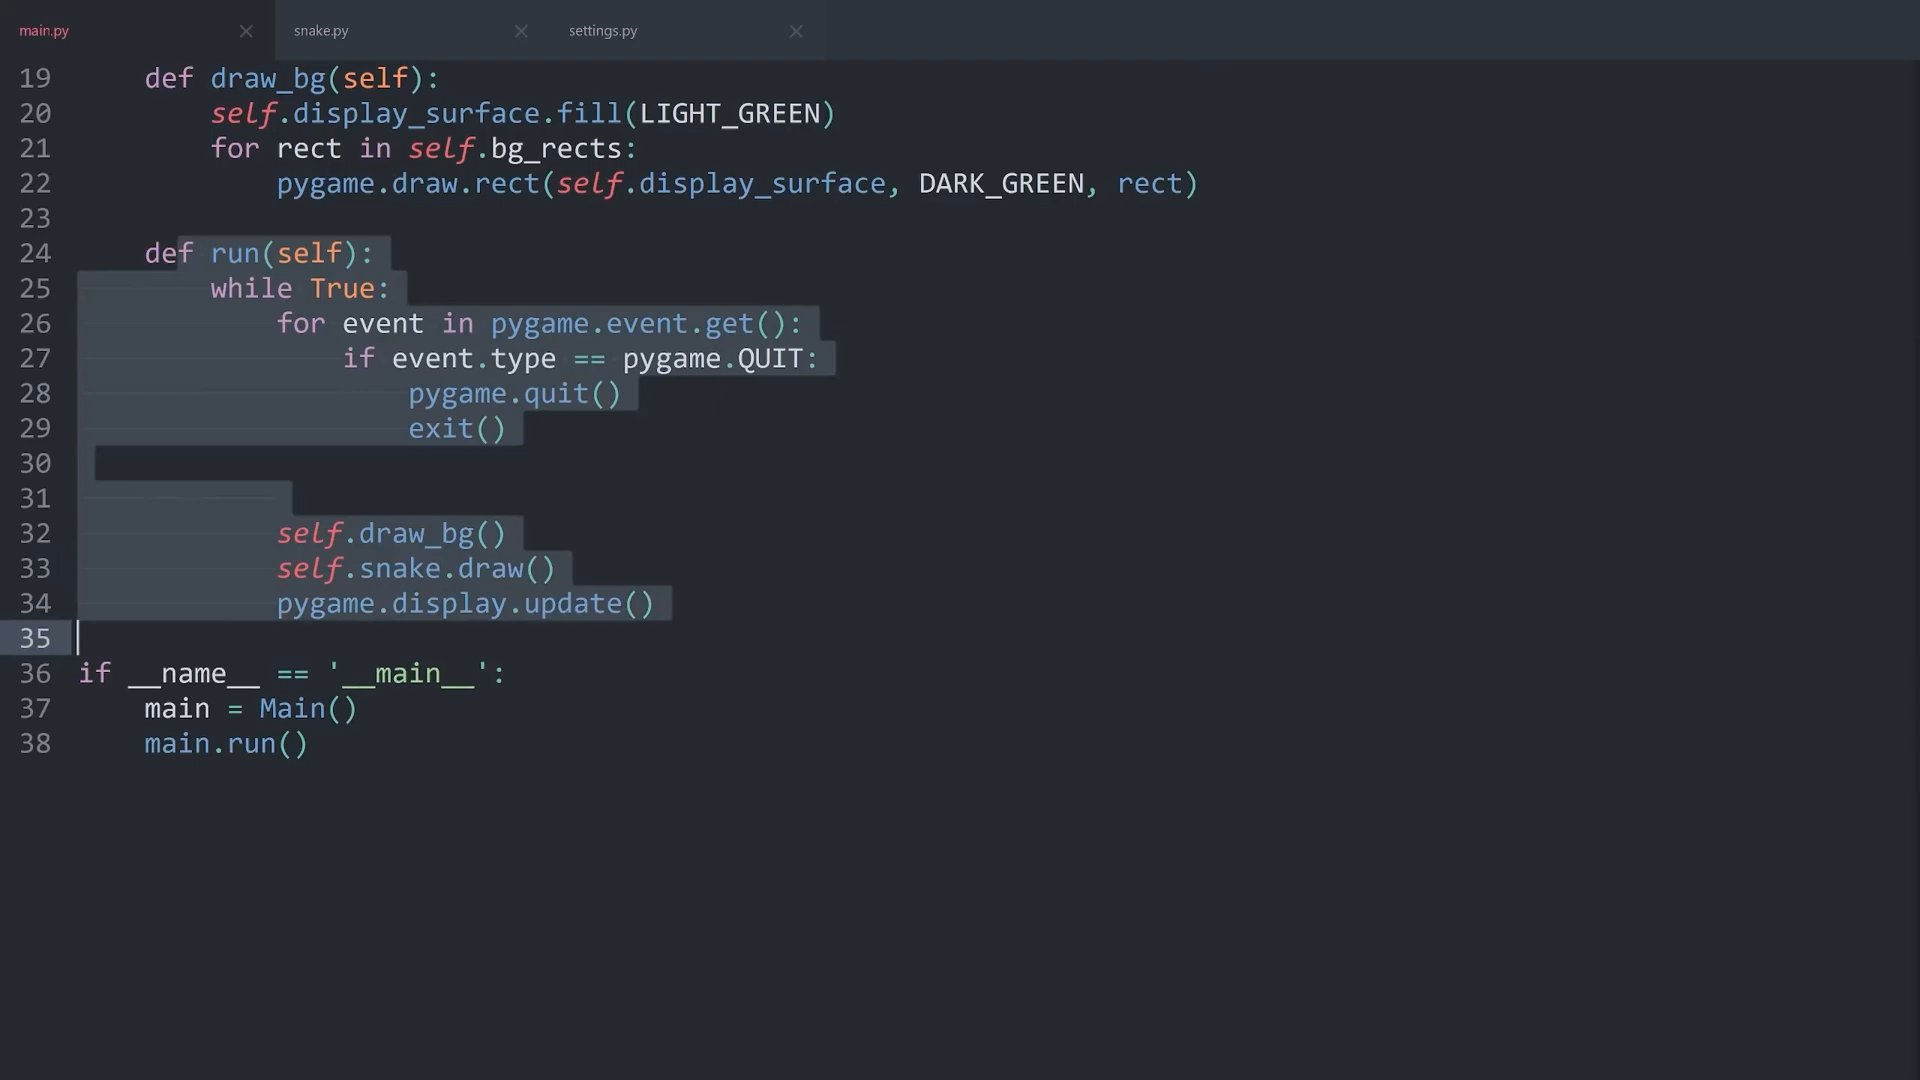 main.py × snake.py × settings.py ×
19 def draw_bg(self):
20 self.display_surface.fill(LIGHT_GREEN)
21 for rect in self.bg_rects:
22 pygame.draw.rect(self.display_surface, DARK_GREEN, rect)
23
24 def run(self):
25 while True:
26 for event in pygame.event.get():
27 if event.type == pygame.QUIT:
28 pygame.quit()
29 exit()
30
31
32 self.draw_bg()
33 self.snake.draw()
34 pygame.display.update()
35
36 if __name__ == '__main__':
37 main = Main()
38 main.run()